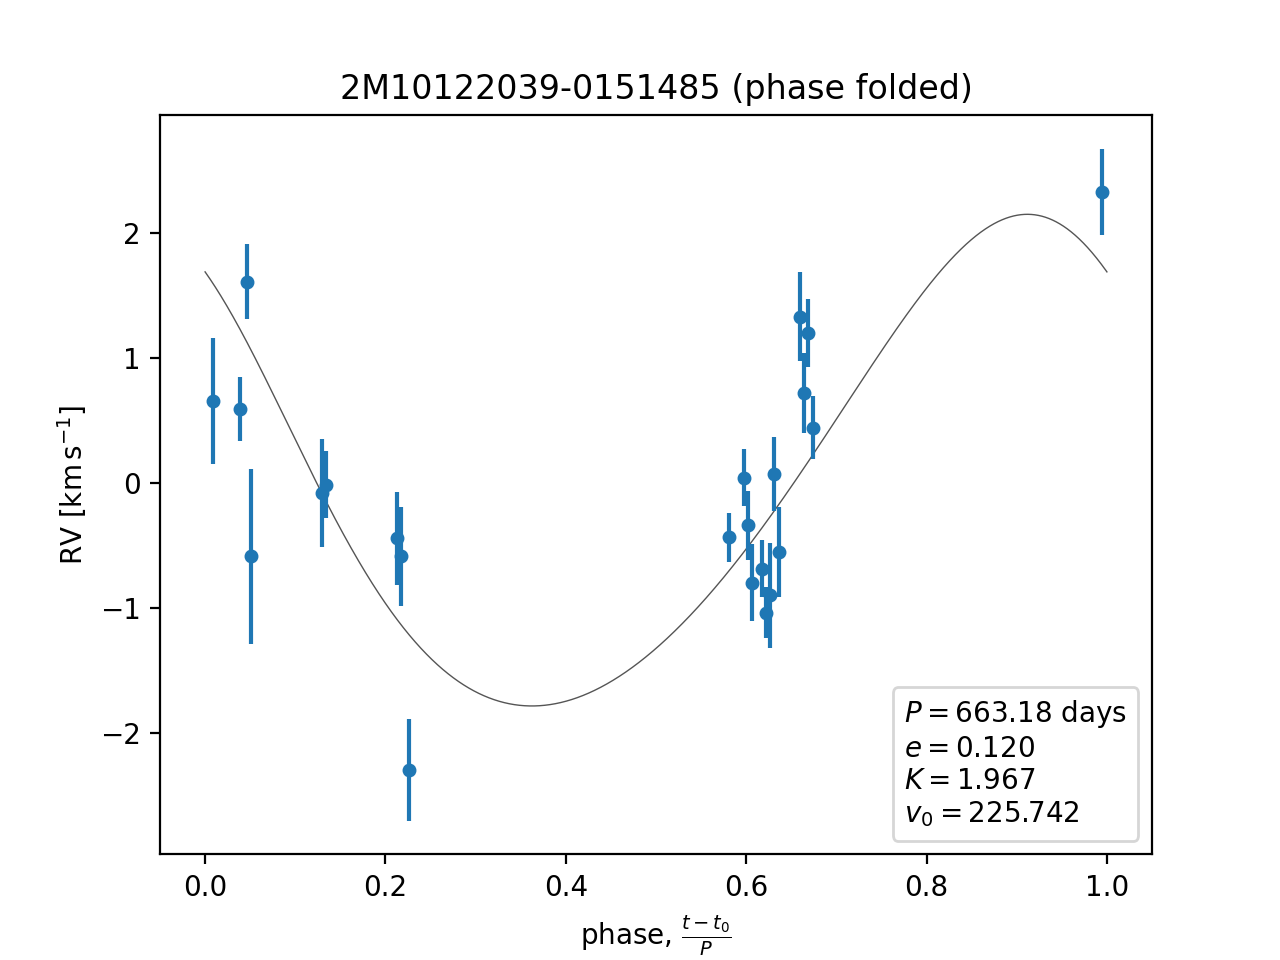 2M10122039-0151485 (phase folded)
RV [km s⁻¹]
2
1
0
−1
−2
P = 663.18 days
e = 0.120
K = 1.967
v₀ = 225.742
0.0 0.2 0.4 0.6 0.8 1.0
phase, (t − t₀)/P